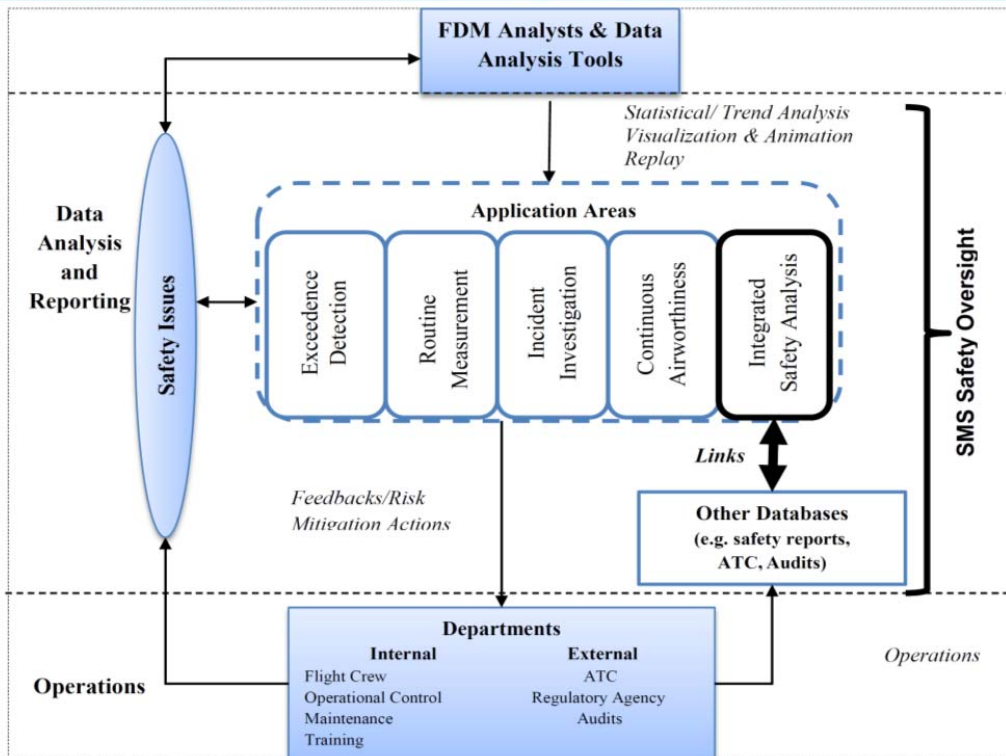 FDM Analysts & Data
Analysis Tools
Statistical/ Trend Analysis
Visualization & Animation
Replay
Data
Analysis
and
Reporting
Safety Issues
Application Areas
Exceedence
Detection
Routine
Measurement
Incident
Investigation
Continuous
Airworthiness
Integrated
Safety Analysis
SMS Safety Oversight
Links
Feedbacks/Risk
Mitigation Actions
Other Databases
(e.g. safety reports,
ATC, Audits)
Operations
Departments
Internal
Flight Crew
Operational Control
Maintenance
Training
External
ATC
Regulatory Agency
Audits
Operations